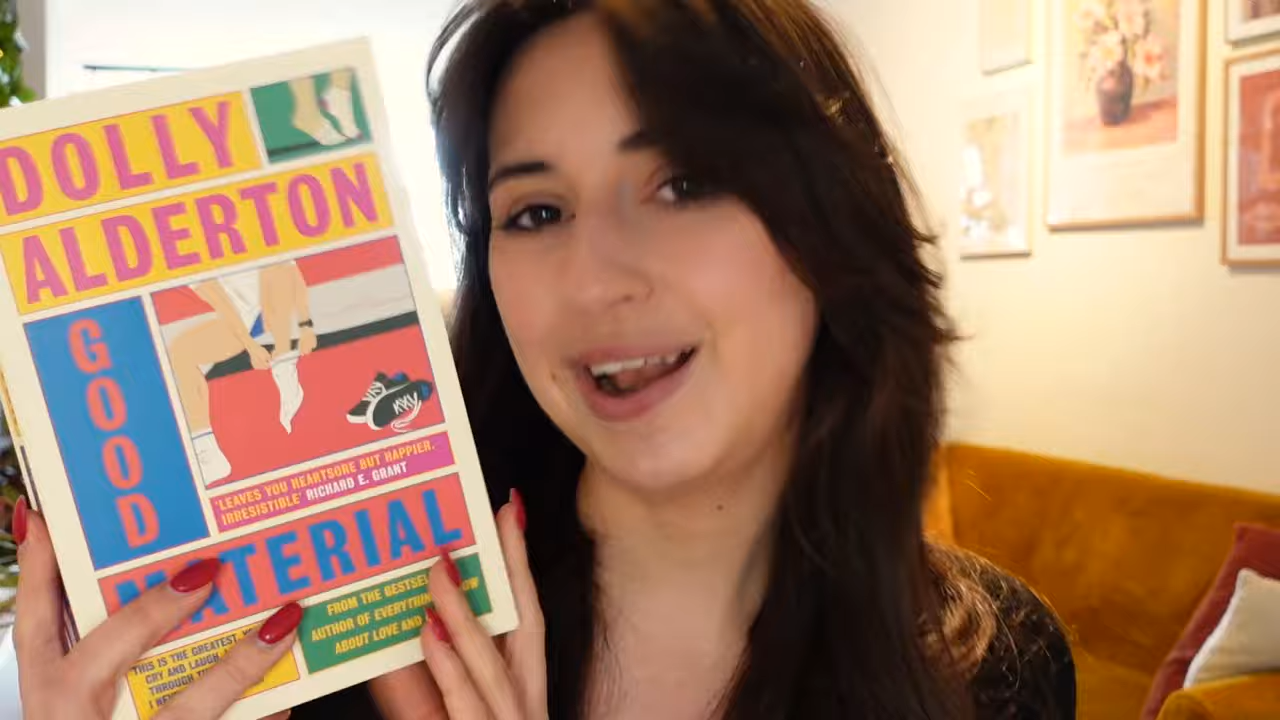 DOLLY
ALDERTON
GOOD
'LEAVES YOU HEARTSORE BUT HAPPIER.
IRRESISTIBLE' RICHARD E. GRANT
MATERIAL
FROM THE
AUTHOR OF
ABOUT LOVE AND
THIS IS THE GREATEST
CRY AND LAUGH
THROUGH